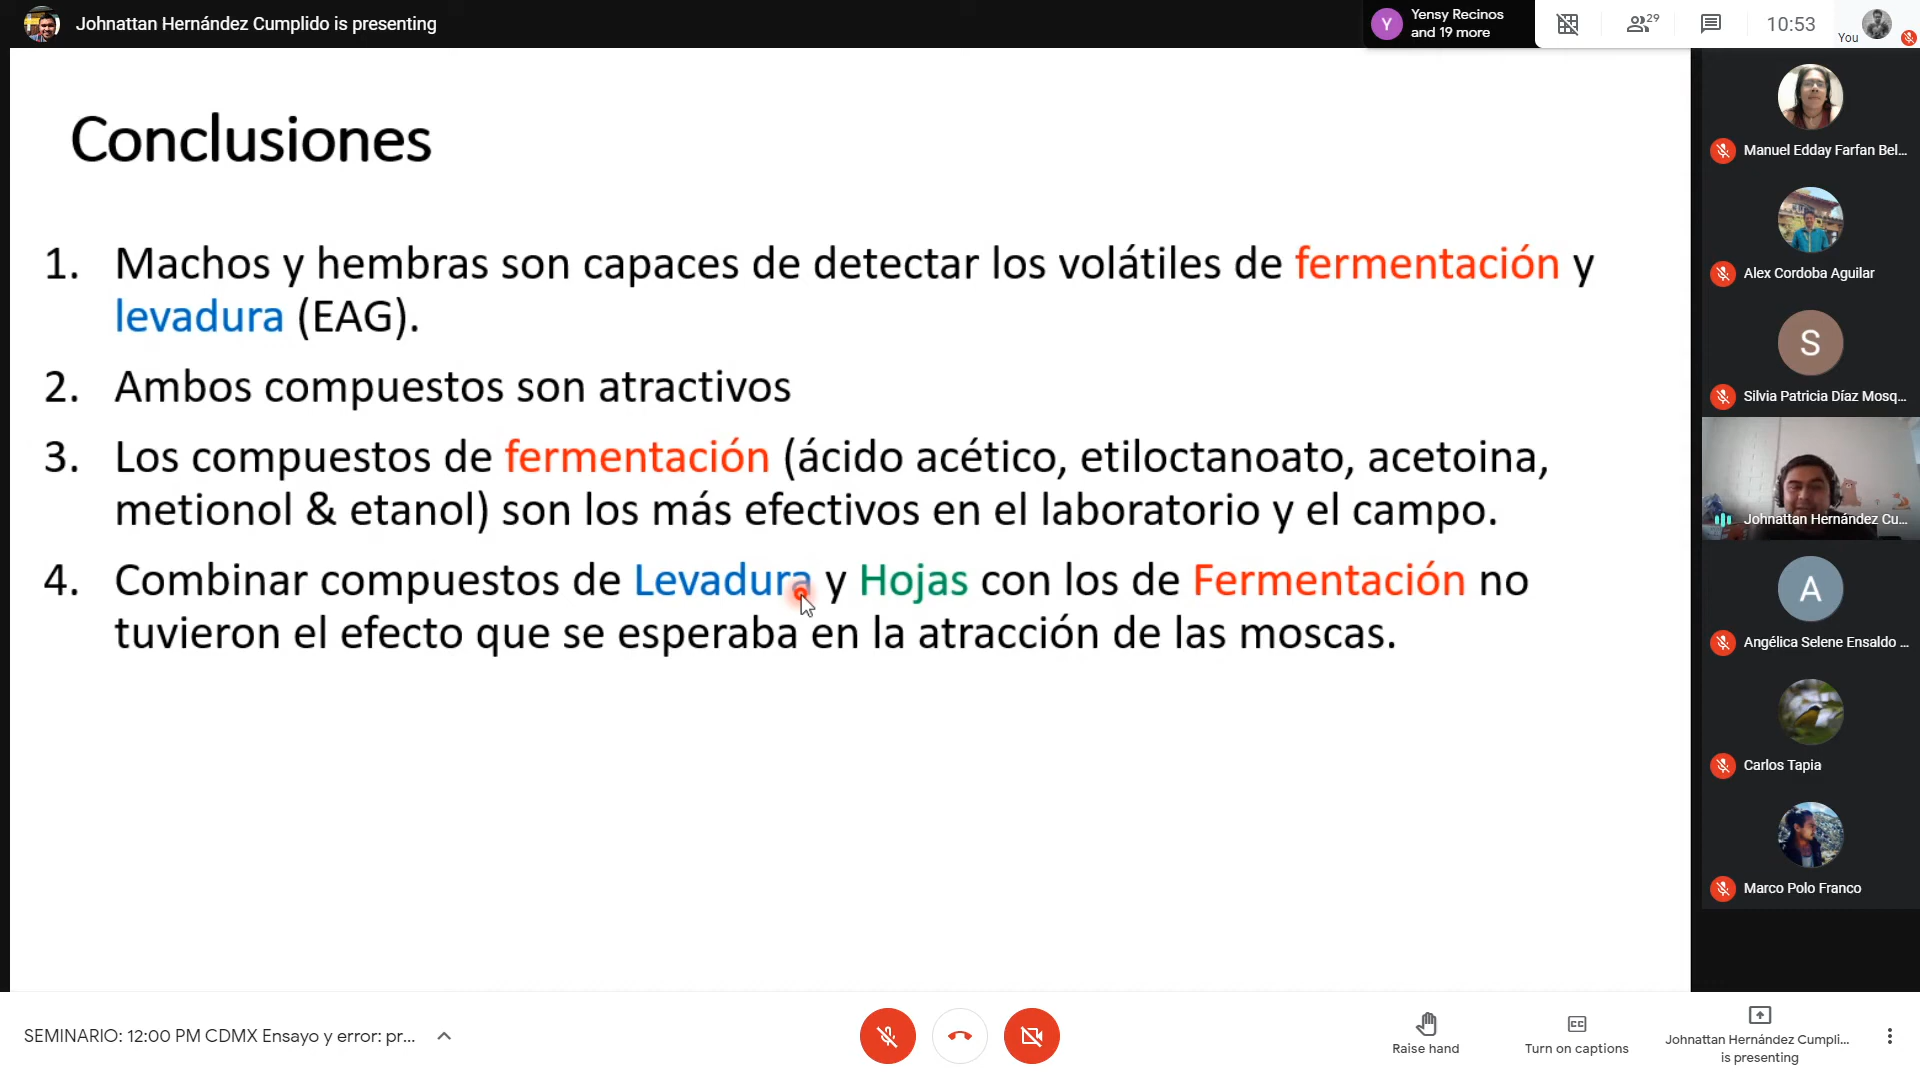 Johnattan Hernández Cumplido is presenting
Y
Yensy Recinos
and 19 more
29
10:53
You
Conclusiones
1. Machos y hembras son capaces de detectar los volátiles de fermentación y
levadura (EAG).
2. Ambos compuestos son atractivos
3. Los compuestos de fermentación (ácido acético, etiloctanoato, acetoina,
metionol & etanol) son los más efectivos en el laboratorio y el campo.
4. Combinar compuestos de Levadura y Hojas con los de Fermentación no
tuvieron el efecto que se esperaba en la atracción de las moscas.
Manuel Edday Farfan Bel...
Alex Cordoba Aguilar
S
Silvia Patricia Díaz Mosq...
Johnattan Hernández Cu...
A
Angélica Selene Ensaldo ...
Carlos Tapia
Marco Polo Franco
SEMINARIO: 12:00 PM CDMX Ensayo y error: pr...
Raise hand
Turn on captions
Johnattan Hernández Cumpli...
is presenting